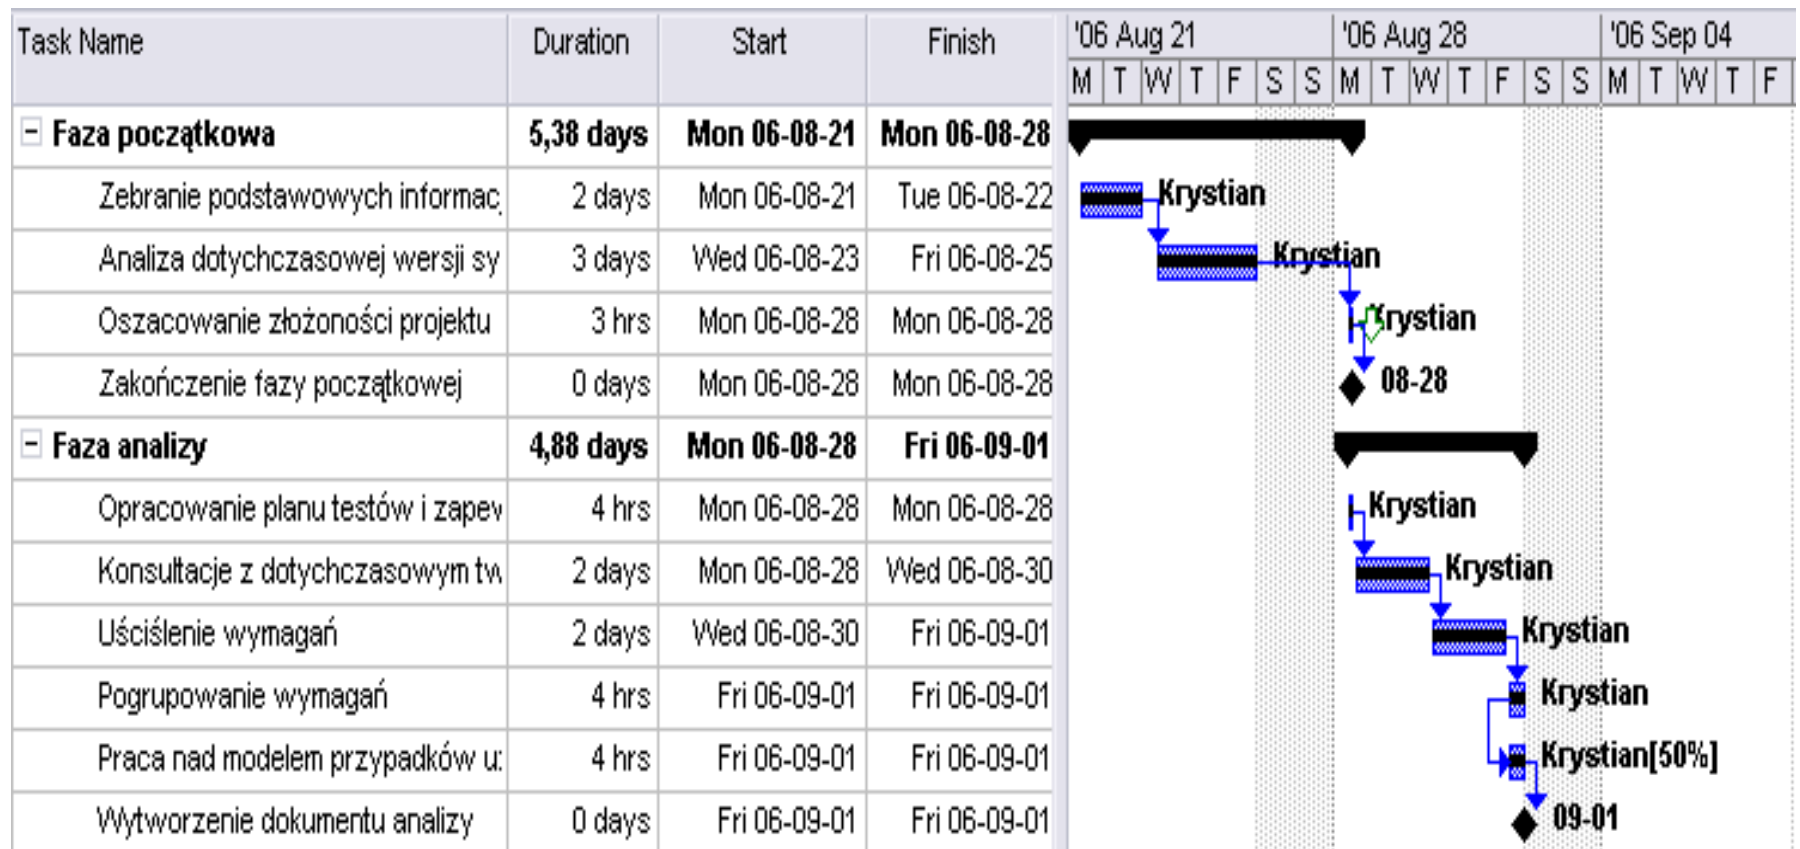 Task Name Duration Start Finish '06 Aug 21 '06 Aug 28 '06 Sep 04
M T W T F S S M T W T F S S M T W T F
Faza początkowa 5,38 days Mon 06-08-21 Mon 06-08-28
Zebranie podstawowych informac Krystian 2 days Mon 06-08-21 Tue 06-08-22
Analiza dotychczasowej wersji sy 3 days Wed 06-08-23 Fri 06-08-25 Krystian
Oszacowanie złożoności projektu 3 hrs Mon 06-08-28 Mon 06-08-28 Krystian
Zakończenie fazy początkowej 0 days Mon 06-08-28 Mon 06-08-28 08-28
Faza analizy 4,88 days Mon 06-08-28 Fri 06-09-01
Opracowanie planu testów i zapew 4 hrs Mon 06-08-28 Mon 06-08-28 Krystian
Konsultacje z dotychczasowym tw 2 days Mon 06-08-28 Wed 06-08-30 Krystian
Uściślenie wymagań 2 days Wed 06-08-30 Fri 06-09-01 Krystian
Pogrupowanie wymagań 4 hrs Fri 06-09-01 Fri 06-09-01 Krystian
Praca nad modelem przypadków u 4 hrs Fri 06-09-01 Fri 06-09-01 Krystian[50%]
Wytworzenie dokumentu analizy 0 days Fri 06-09-01 Fri 06-09-01 09-01